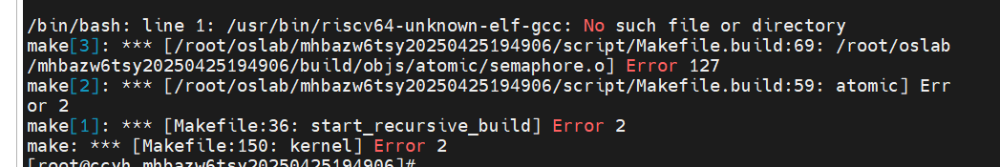 /bin/bash: line 1: /usr/bin/riscv64-unknown-elf-gcc: No such file or directory
make[3]: *** [/root/oslab/mhbazw6tsy20250425194906/script/Makefile.build:69: /root/oslab
/mhbazw6tsy20250425194906/build/objs/atomic/semaphore.o] Error 127
make[2]: *** [/root/oslab/mhbazw6tsy20250425194906/script/Makefile.build:59: atomic] Err
or 2
make[1]: *** [Makefile:36: start_recursive_build] Error 2
make: *** [Makefile:150: kernel] Error 2
[root@ccyh mhbazw6tsy20250425194906]#